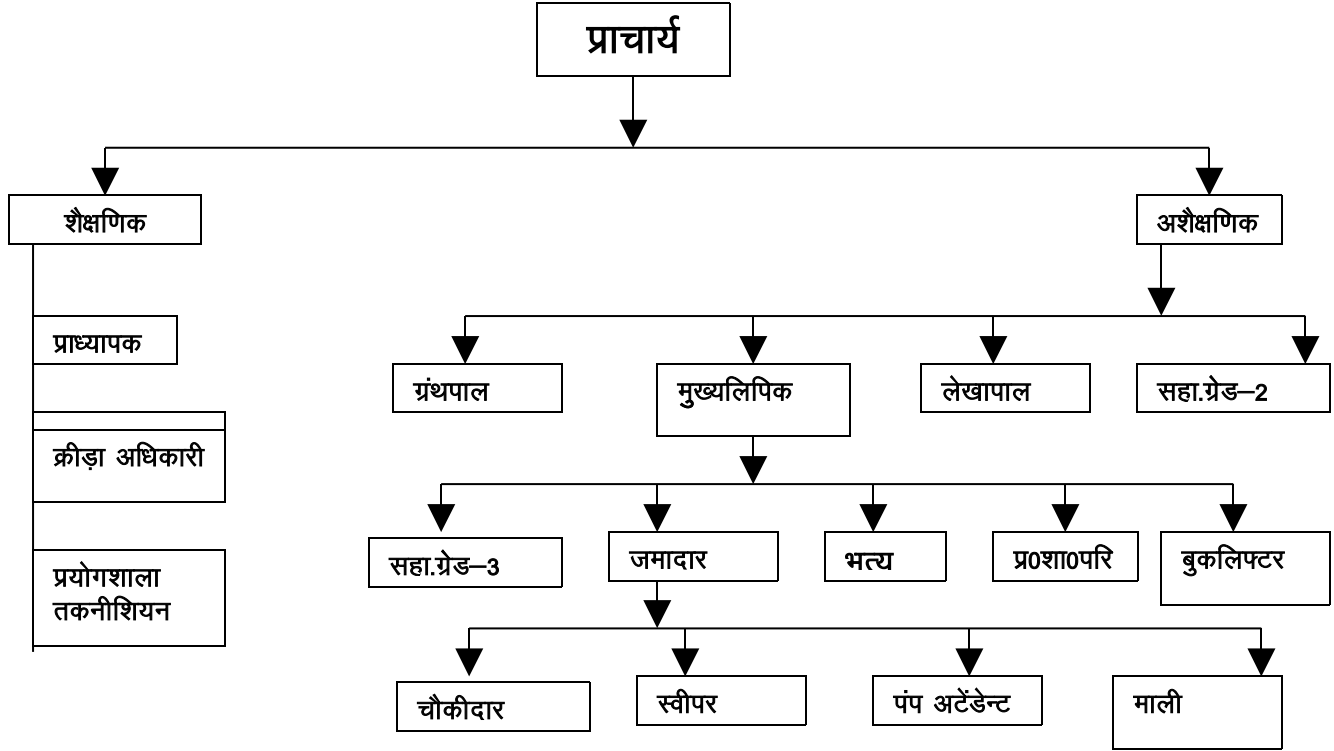 प्राचार्य
शैक्षणिक
अशैक्षणिक
प्राध्यापक
क्रीड़ा अधिकारी
प्रयोगशाला
तकनीशियन
ग्रंथपाल
मुख्यलिपिक
लेखापाल
सहा.ग्रेड–2
सहा.ग्रेड–3
जमादार
भत्य
प्र0शा0परि
बुकलिफ्टर
चौकीदार
स्वीपर
पंप अटेंडेन्ट
माली